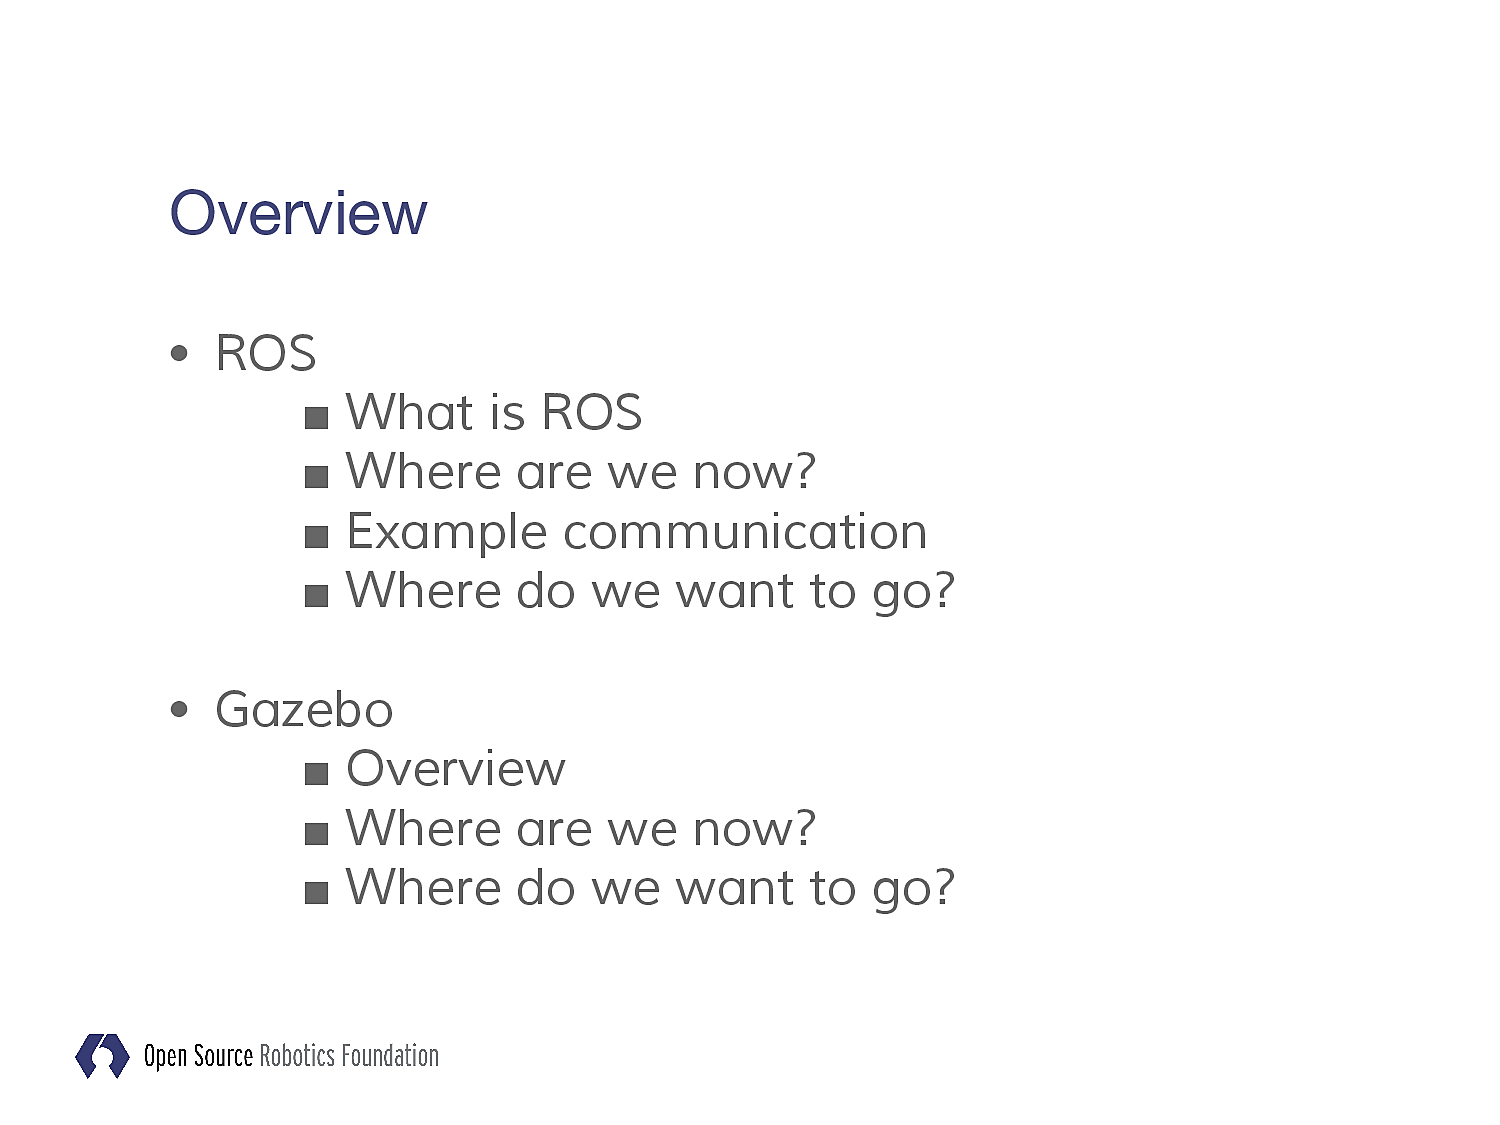 Overview
• ROS
■ What is ROS
■ Where are we now?
■ Example communication
■ Where do we want to go?
• Gazebo
■ Overview
■ Where are we now?
■ Where do we want to go?
Open Source Robotics Foundation